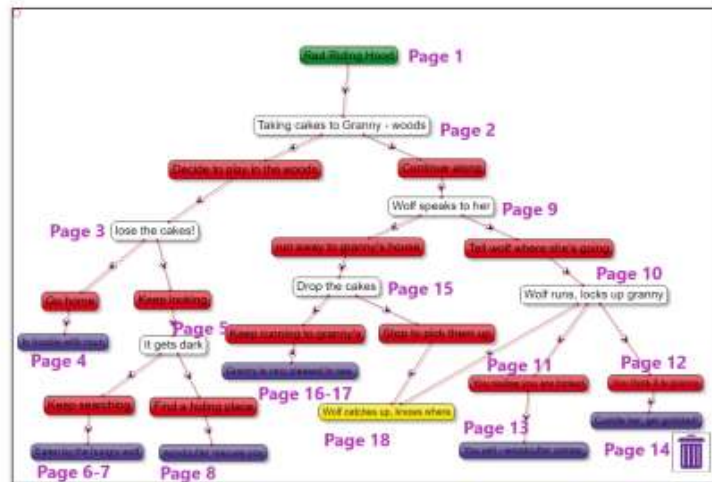 Red Riding Hood
Page 1
Taking cakes to Granny - woods
Page 2
Decide to play in the woods
Continue along
Wolf speaks to her
Page 9
Page 3
lose the cakes!
run away to granny's home
Tell wolf where she's going
Page 10
Drop the cakes
Page 15
Wolf runs, locks up granny
Go home
Keep looking
Page 5
It gets dark
Page 4
Keep running to granny's
Stop to pick them up
Page 11
Page 12
Page 16-17
Keep searching
Find a hiding place
Wolf catches up, knows where
Page 18
Page 13
Page 14
Page 6-7
Page 8